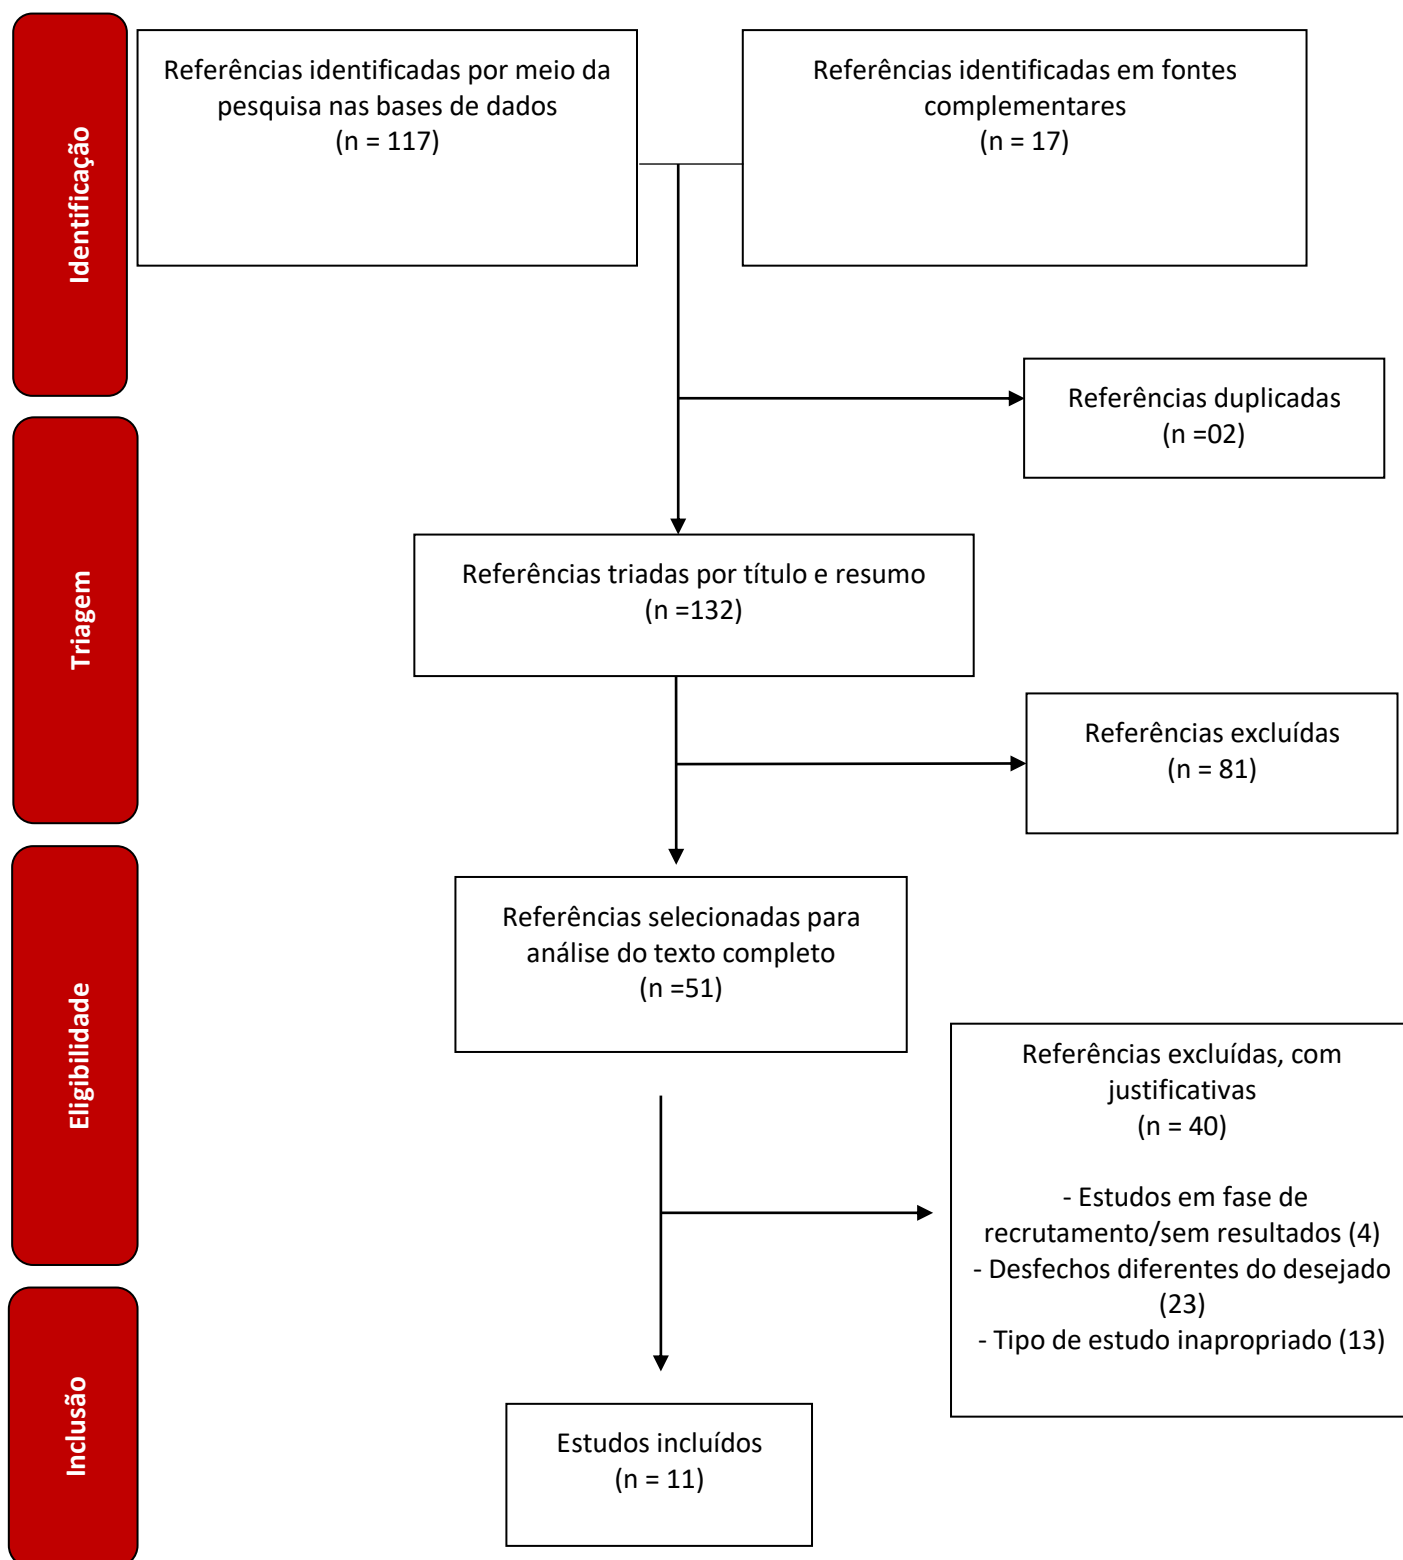 Identificação
Referências identificadas por meio da
pesquisa nas bases de dados
(n = 117)
Referências identificadas em fontes
complementares
(n = 17)
Referências duplicadas
(n =02)
Triagem
Referências triadas por título e resumo
(n =132)
Referências excluídas
(n = 81)
Eligibilidade
Referências selecionadas para
análise do texto completo
(n =51)
Referências excluídas, com
justificativas
(n = 40)
- Estudos em fase de
recrutamento/sem resultados (4)
- Desfechos diferentes do desejado
(23)
- Tipo de estudo inapropriado (13)
Inclusão
Estudos incluídos
(n = 11)